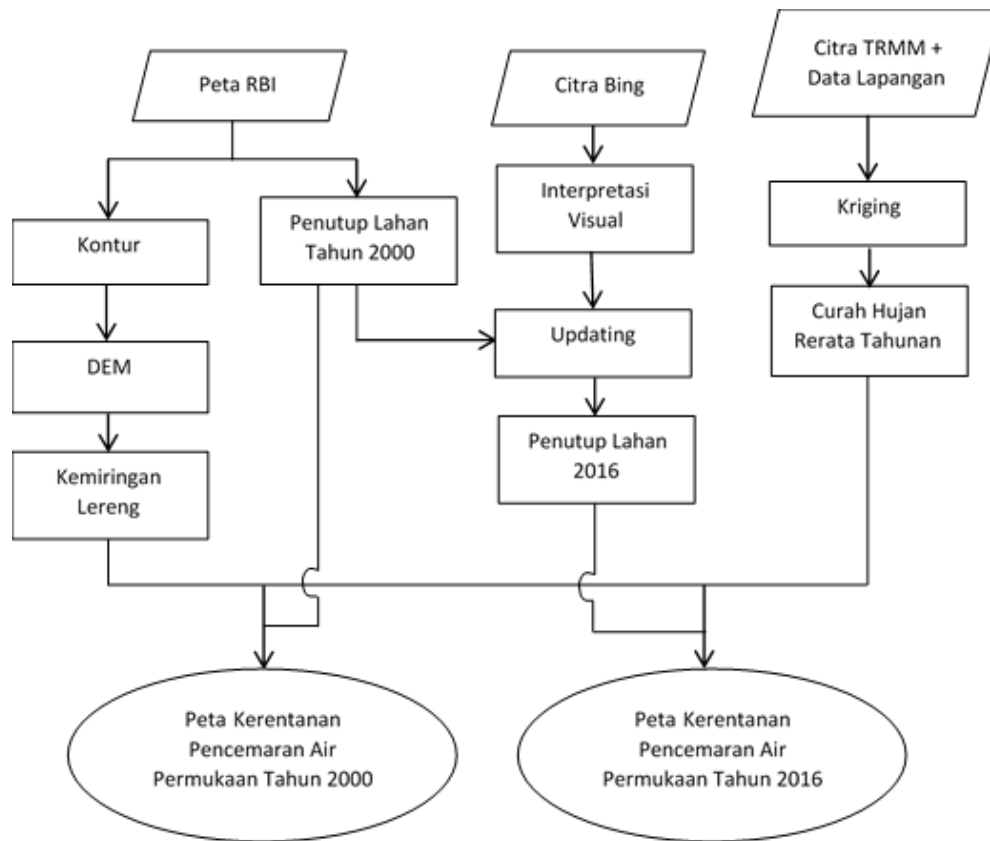 Peta RBI
Citra Bing
Citra TRMM +
Data Lapangan
Kontur
Penutup Lahan
Tahun 2000
Interpretasi
Visual
Kriging
DEM
Updating
Curah Hujan
Rerata Tahunan
Kemiringan
Lereng
Penutup Lahan
2016
Peta Kerentanan
Pencemaran Air
Permukaan Tahun 2000
Peta Kerentanan
Pencemaran Air
Permukaan Tahun 2016